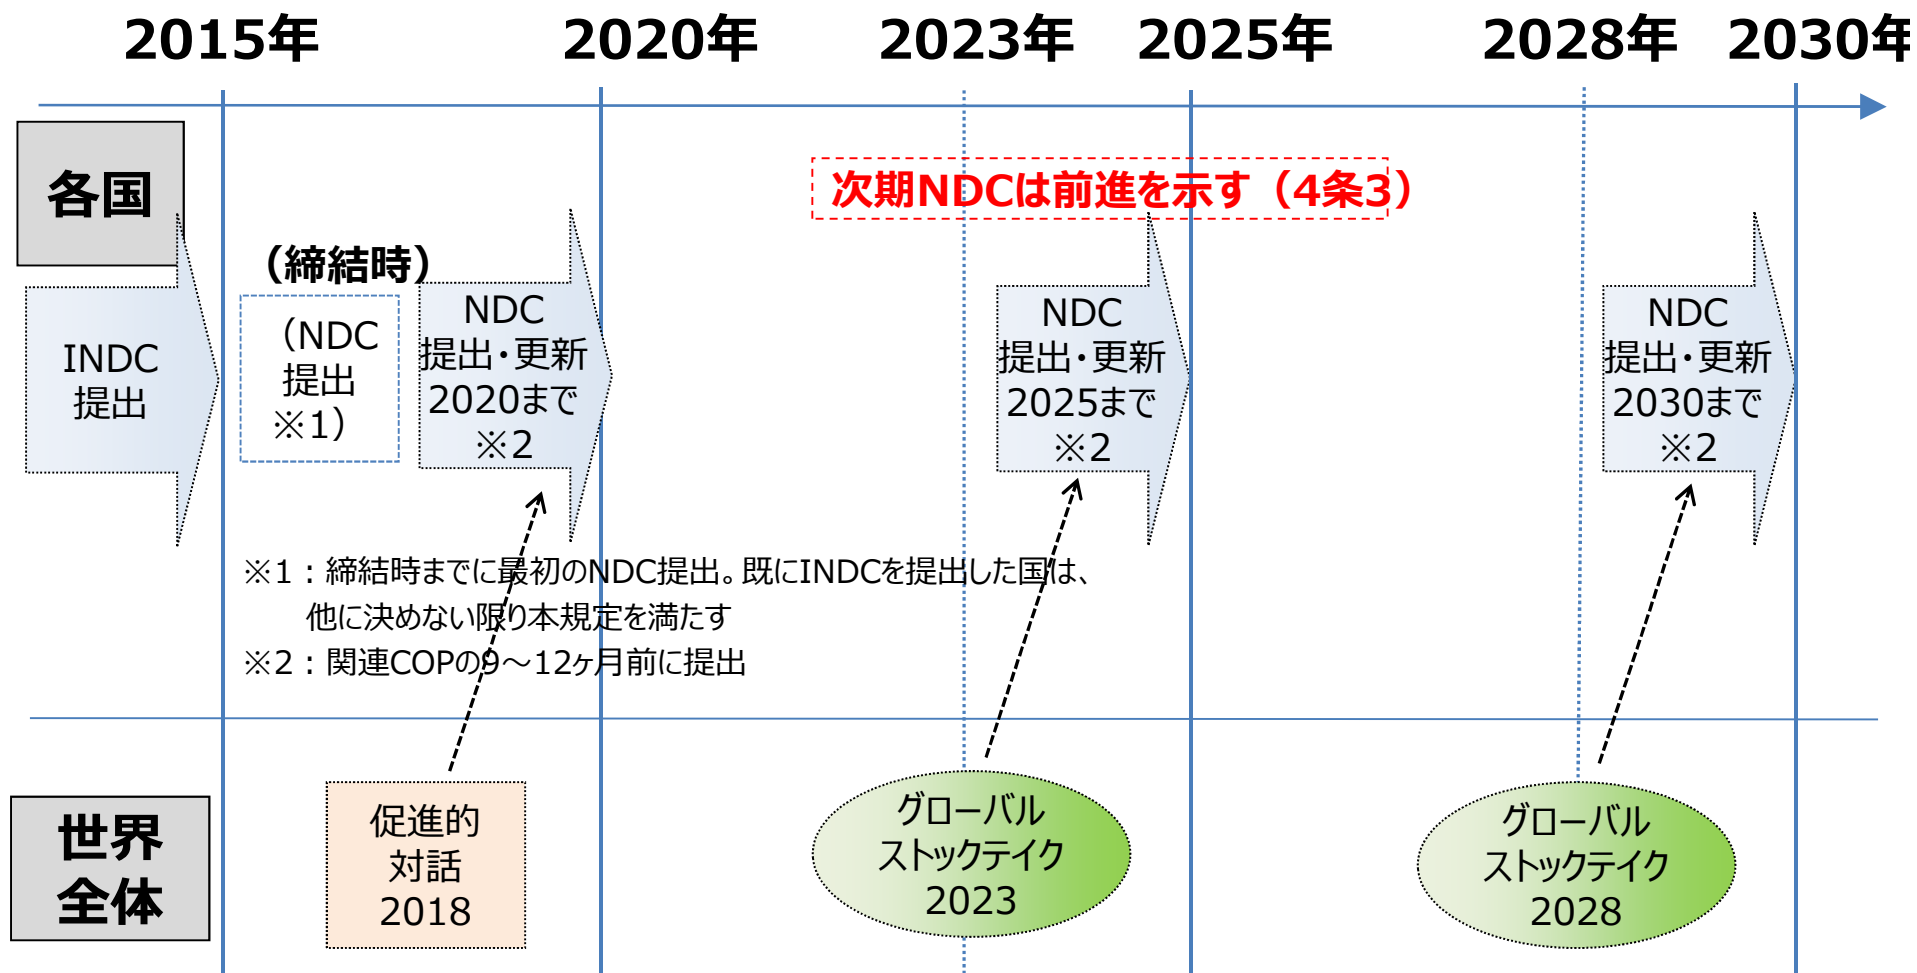 2015年
2020年
2023年
2025年
2028年
2030年
各国
次期NDCは前進を示す（4条3）
INDC
提出
（締結時）
（NDC
提出
※1）
NDC
提出・更新
2020まで
※2
NDC
提出・更新
2025まで
※2
NDC
提出・更新
2030まで
※2
※1：締結時までに最初のNDC提出。既にINDCを提出した国は、
他に決めない限り本規定を満たす
※2：関連COPの9～12ヶ月前に提出
世界
全体
促進的
対話
2018
グローバル
ストックテイク
2023
グローバル
ストックテイク
2028